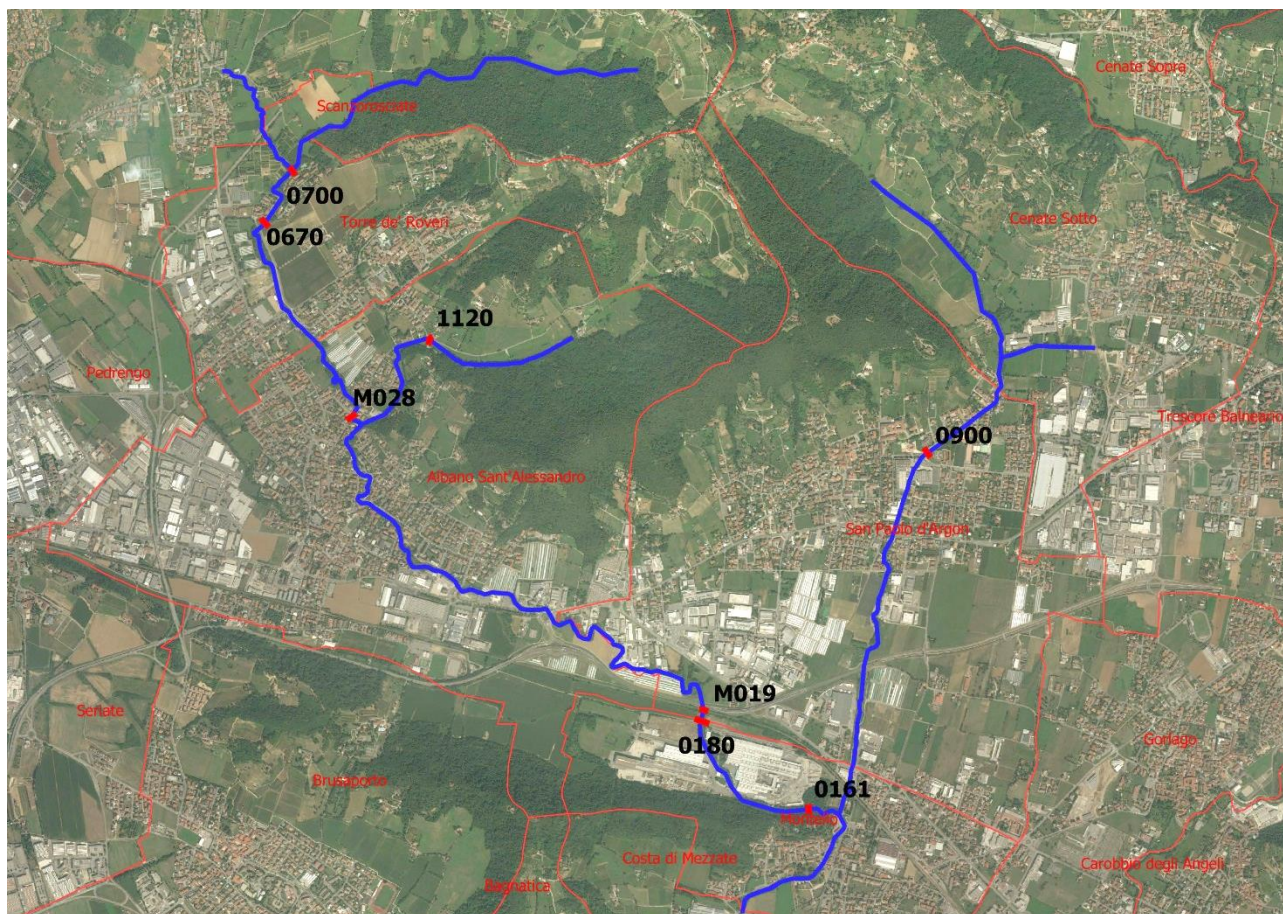 Cenate Sopra
Scanzorosciate
0700
Torre de' Roveri
Cenate Sotto
0670
1120
Pedrengo
M028
Trescore Balneario
0900
Albano Sant'Alessandro
San Paolo d'Argon
M019
Seriate
0180
Gorlago
Brusaporto
0161
Montello
Costa di Mezzate
Carobbio degli Angeli
Bagnatica